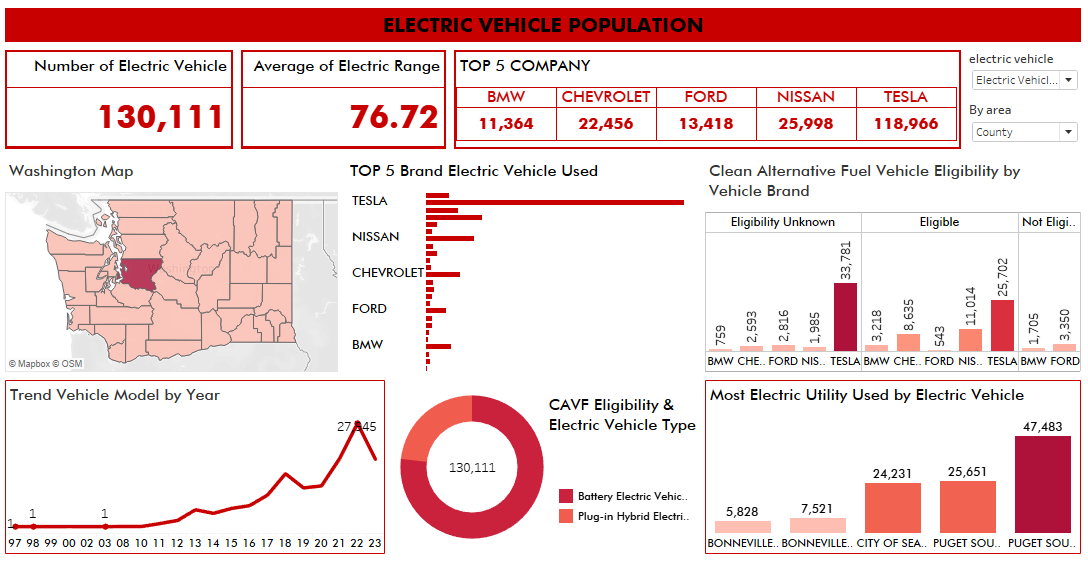 ELECTRIC VEHICLE POPULATION
Number of Electric Vehicle
130,111
Average of Electric Range
76.72
TOP 5 COMPANY
BMW CHEVROLET FORD NISSAN TESLA
11,364 22,456 13,418 25,998 118,966
electric vehicle
Electric Vehicl...
By area
County
Washington Map
Washington
© Mapbox © OSM
TOP 5 Brand Electric Vehicle Used
TESLA
NISSAN
CHEVROLET
FORD
BMW
Clean Alternative Fuel Vehicle Eligibility by
Vehicle Brand
Eligibility Unknown Eligible Not Eligi..
759 2,593 2,816 1,985 33,781 3,218 8,635 543 11,014 25,702 1,705 3,350
BMW CHE.. FORD NIS.. TESLA BMW CHE.. FORD NIS.. TESLA BMW FORD
Trend Vehicle Model by Year
1 1 1
97 98 99 00 02 03 08 10 11 12 13 14 15 16 17 18 19 20 21 22 23
CAVF Eligibility &
Electric Vehicle Type
130,111
Battery Electric Vehic..
Plug-in Hybrid Electri..
Most Electric Utility Used by Electric Vehicle
5,828 7,521 24,231 25,651 47,483
BONNEVILLE.. BONNEVILLE.. CITY OF SEA.. PUGET SOU.. PUGET SOU..